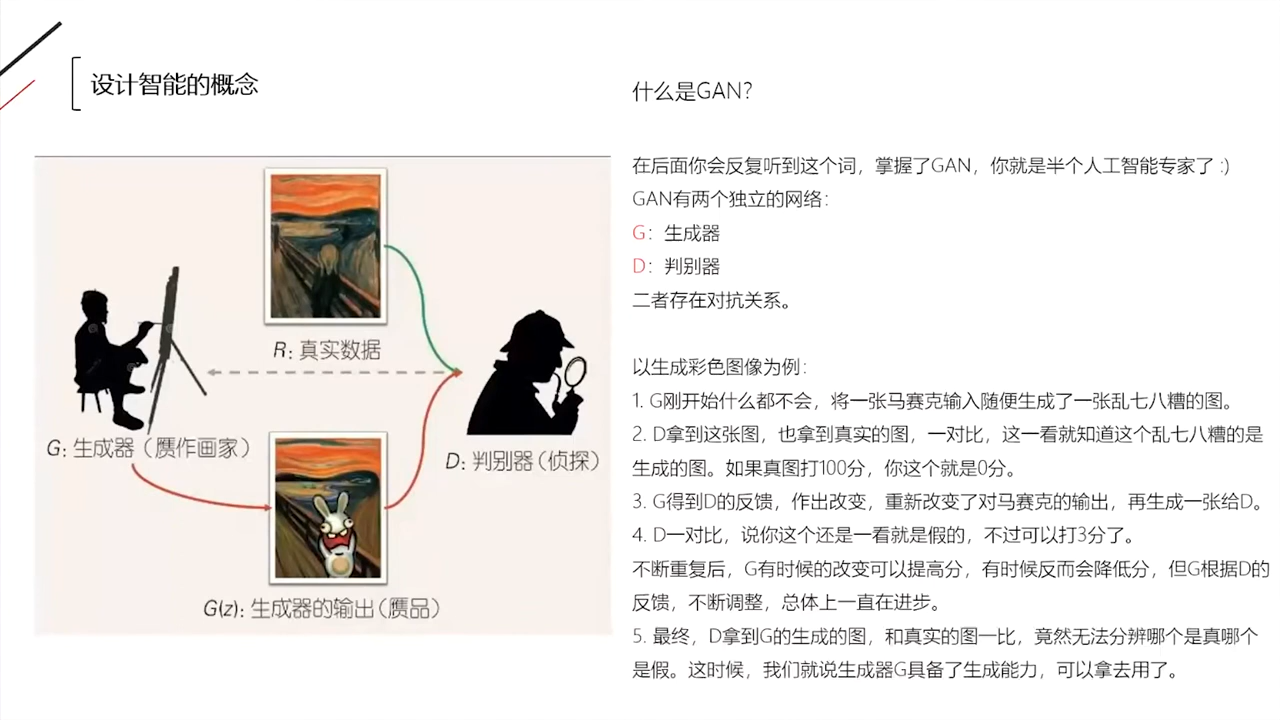 设计智能的概念
什么是GAN?
在后面你会反复听到这个词，掌握了GAN，你就是半个人工智能专家了 :)
GAN有两个独立的网络：
G：生成器
D：判别器
二者存在对抗关系。
以生成彩色图像为例：
1. G刚开始什么都不会，将一张马赛克输入随便生成了一张乱七八糟的图。
2. D拿到这张图，也拿到真实的图，一对比，这一看就知道这个乱七八糟的是
生成的图。如果真图打100分，你这个就是0分。
3. G得到D的反馈，作出改变，重新改变了对马赛克的输出，再生成一张给D。
4. D一对比，说你这个还是一看就是假的，不过可以打3分了。
不断重复后，G有时候的改变可以提高分，有时候反而会降低分，但G根据D的
反馈，不断调整，总体上一直在进步。
5. 最终，D拿到G的生成的图，和真实的图一比，竟然无法分辨哪个是真哪个
是假。这时候，我们就说生成器G具备了生成能力，可以拿去用了。
R: 真实数据
G: 生成器（赝作画家）
D: 判别器（侦探）
G(z): 生成器的输出（赝品）